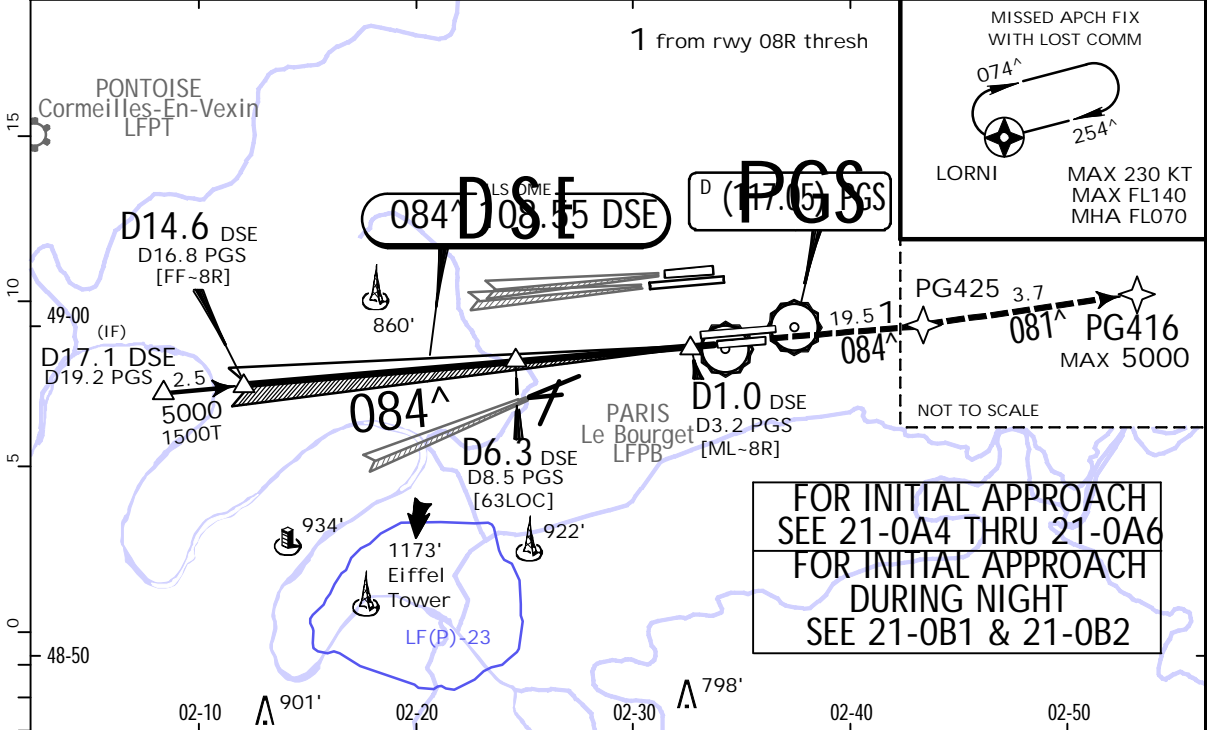 1 from rwy 08R thresh
MISSED APCH FIX
WITH LOST COMM
074^
254^
LORNI
MAX 230 KT
MAX FL140
MHA FL070
PONTOISE
Cormeilles-En-Vexin
LFPT
15
10
5
0
DSE
084^ 108.55 DSE
PGS
D (117.05) PGS
D14.6 DSE
D16.8 PGS
[FF~8R]
860'
49-00
(IF)
D17.1 DSE
D19.2 PGS
2.5
5000
1500T
084^
D6.3 DSE
D8.5 PGS
[63LOC]
PARIS
Le Bourget
LFPB
D1.0 DSE
D3.2 PGS
[ML~8R]
19.5 1
084^
PG425
3.7
081^
PG416
MAX 5000
NOT TO SCALE
934'
922'
1173'
Eiffel
Tower
LF(P)-23
FOR INITIAL APPROACH
SEE 21-0A4 THRU 21-0A6
FOR INITIAL APPROACH
DURING NIGHT
SEE 21-0B1 & 21-0B2
48-50
901'
798'
02-10
02-20
02-30
02-40
02-50